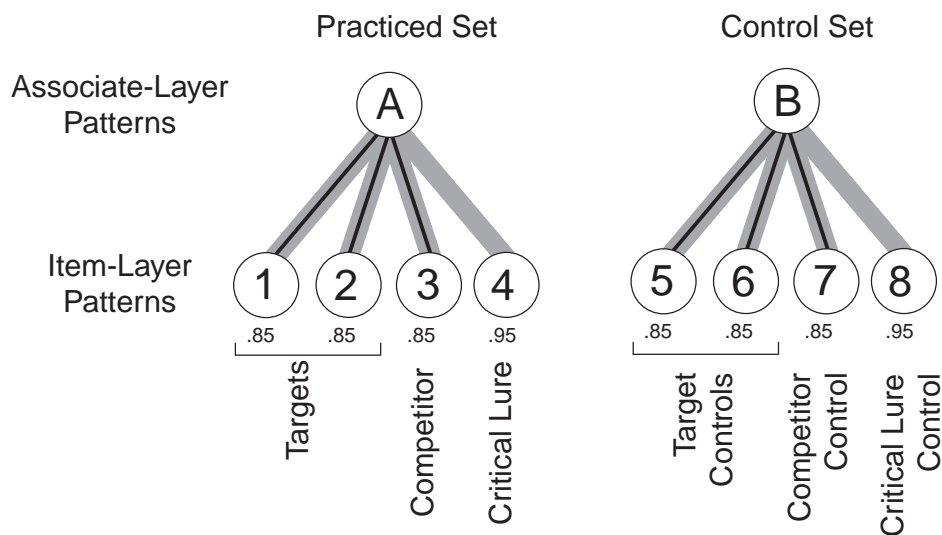 Practiced Set
Control Set
Associate-Layer
Patterns
A
B
Item-Layer
Patterns
1
2
3
4
5
6
7
8
.85
.85
.85
.95
.85
.85
.85
.95
Targets
Competitor
Critical Lure
Target
Controls
Competitor
Control
Critical Lure
Control